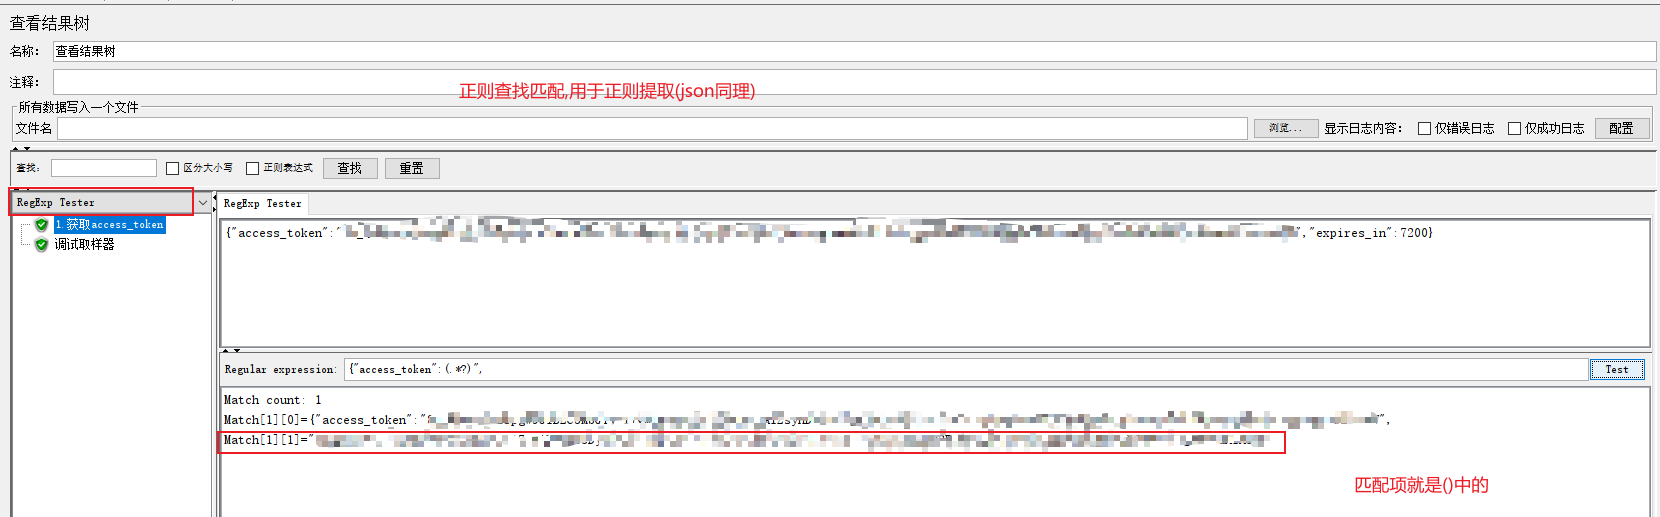 查看结果树
名称： 查看结果树
注释：
正则查找匹配,用于正则提取(json同理)
所有数据写入一个文件
文件名 浏览... 显示日志内容： 仅错误日志 仅成功日志 配置
查找： 区分大小写 正则表达式 查找 重置
RegExp Tester
RegExp Tester
1.获取access_token
调试取样器
{"access_token":" ","expires_in":7200}
Regular expression: {"access_token":(.*?)", Test
Match count: 1
Match[1][0]={"access_token":" ",
Match[1][1]="
匹配项就是()中的